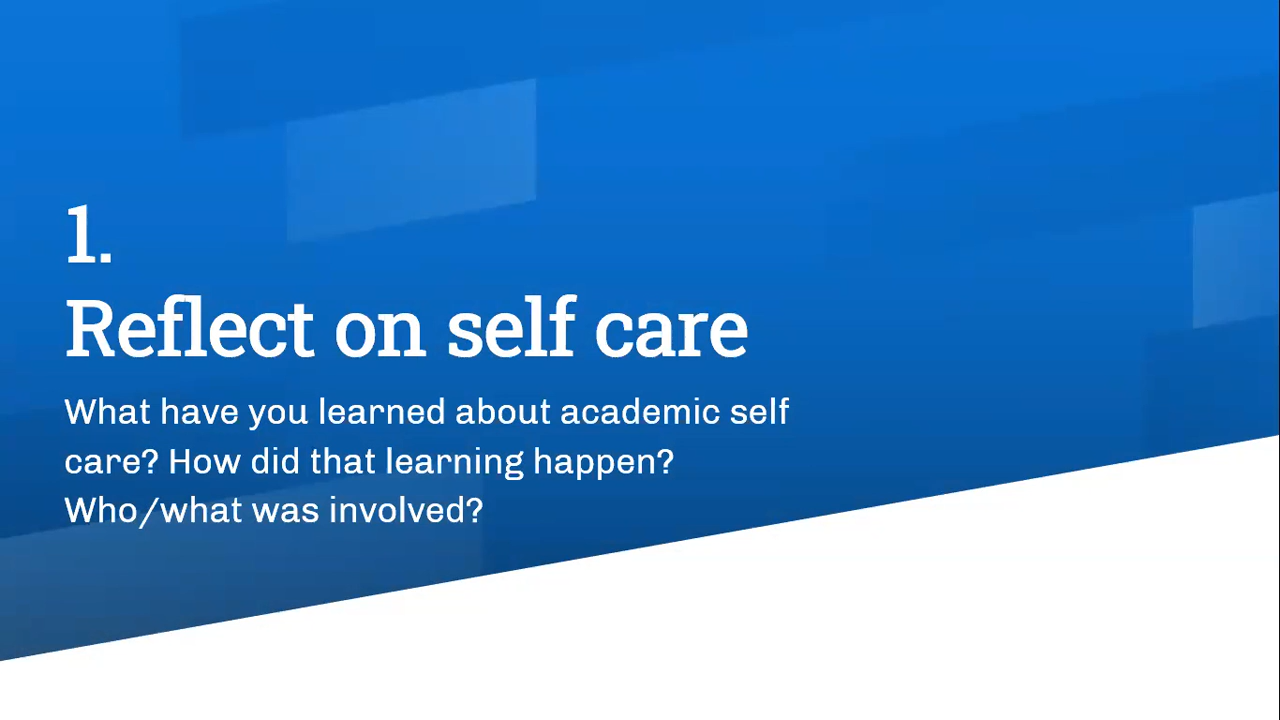 1.
Reflect on self care
What have you learned about academic self
care? How did that learning happen?
Who/what was involved?